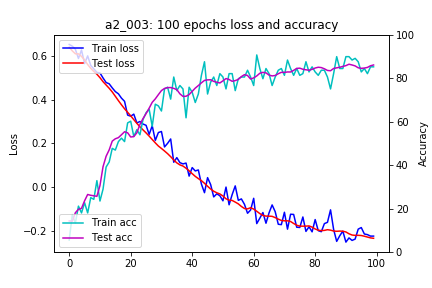 a2_003: 100 epochs loss and accuracy
Train loss
Test loss
Train acc
Test acc
Loss
0.6
0.4
0.2
0.0
−0.2
Accuracy
100
80
60
40
20
0
0 20 40 60 80 100